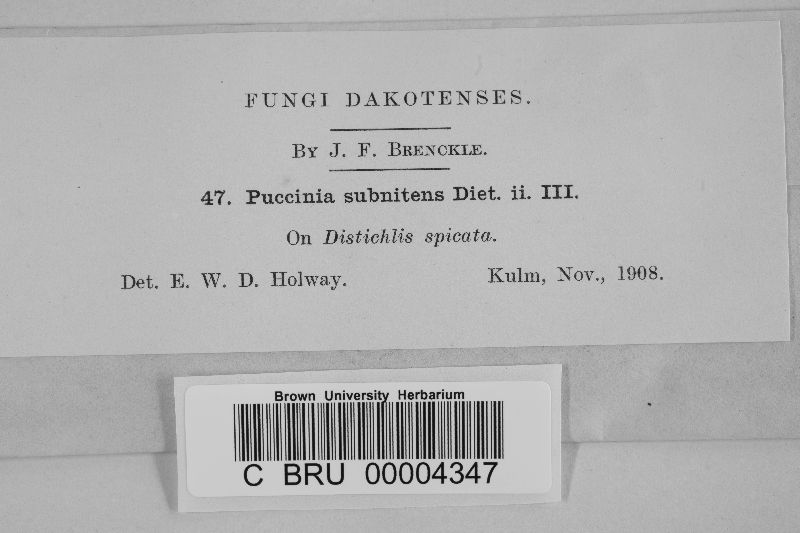 FUNGI DAKOTENSES.
By J. F. Brenckle.
47. Puccinia subnitens Diet. ii. III.
On Distichlis spicata.
Det. E. W. D. Holway. Kulm, Nov., 1908.
Brown University Herbarium
C BRU 00004347